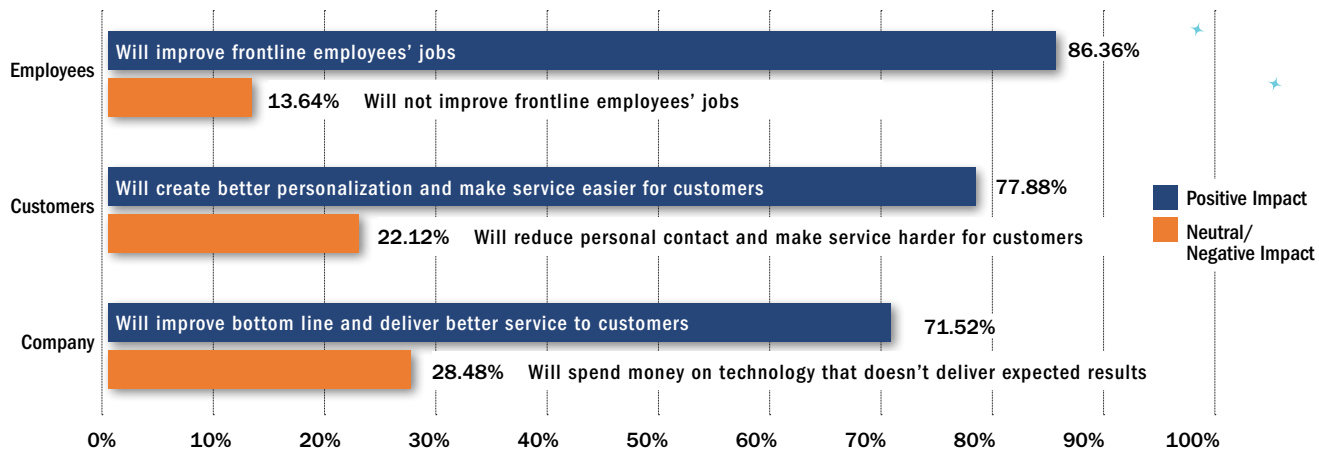 Employees
Will improve frontline employees’ jobs
86.36%
13.64% Will not improve frontline employees’ jobs
Customers
Will create better personalization and make service easier for customers
77.88%
22.12% Will reduce personal contact and make service harder for customers
Company
Will improve bottom line and deliver better service to customers
71.52%
28.48% Will spend money on technology that doesn’t deliver expected results
Positive Impact
Neutral/
Negative Impact
0% 10% 20% 30% 40% 50% 60% 70% 80% 90% 100%